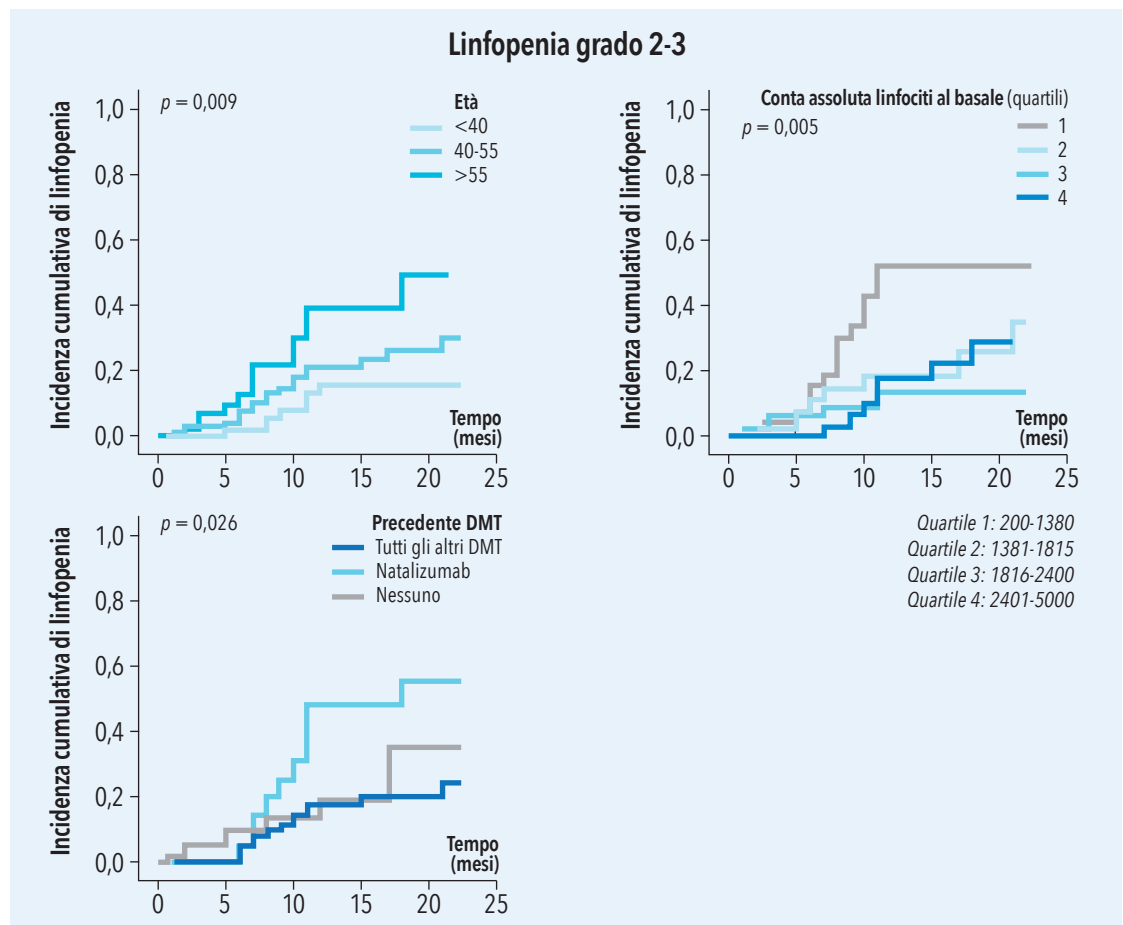 Linfopenia grado 2-3
Incidenza cumulativa di linfopenia
1,0
0,8
0,6
0,4
0,2
0,0
p = 0,009
Età
<40
40-55
>55
Tempo
(mesi)
0 5 10 15 20 25
Incidenza cumulativa di linfopenia
1,0
0,8
0,6
0,4
0,2
0,0
Conta assoluta linfociti al basale (quartili)
p = 0,005
1
2
3
4
Tempo
(mesi)
0 5 10 15 20 25
Incidenza cumulativa di linfopenia
1,0
0,8
0,6
0,4
0,2
0,0
p = 0,026
Precedente DMT
Tutti gli altri DMT
Natalizumab
Nessuno
Tempo
(mesi)
0 5 10 15 20 25
Quartile 1: 200-1380
Quartile 2: 1381-1815
Quartile 3: 1816-2400
Quartile 4: 2401-5000